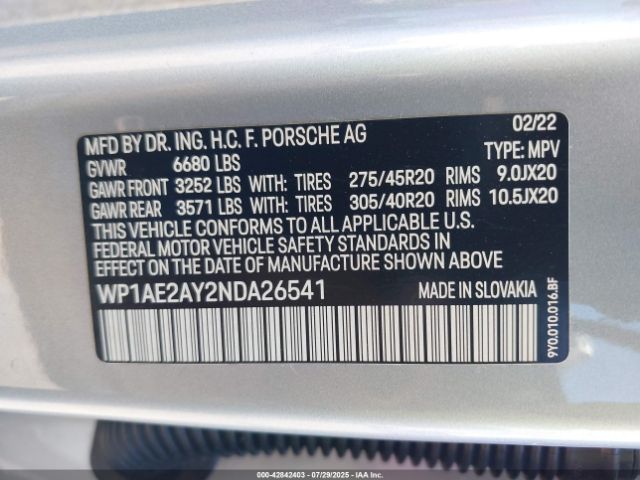 MFD BY DR. ING. H.C. F. PORSCHE AG 02/22
GVWR 6680 LBS TYPE: MPV
GAWR FRONT 3252 LBS WITH: TIRES 275/45R20 RIMS 9.0JX20
GAWR REAR 3571 LBS WITH: TIRES 305/40R20 RIMS 10.5JX20
THIS VEHICLE CONFORMS TO ALL APPLICABLE U.S.
FEDERAL MOTOR VEHICLE SAFETY STANDARDS IN
EFFECT ON THE DATE OF MANUFACTURE SHOWN ABOVE
WP1AE2AY2NDA26541 MADE IN SLOVAKIA
9Y0.010.016.BF
000-42842403 | 07/29/2025 | IAAI.com